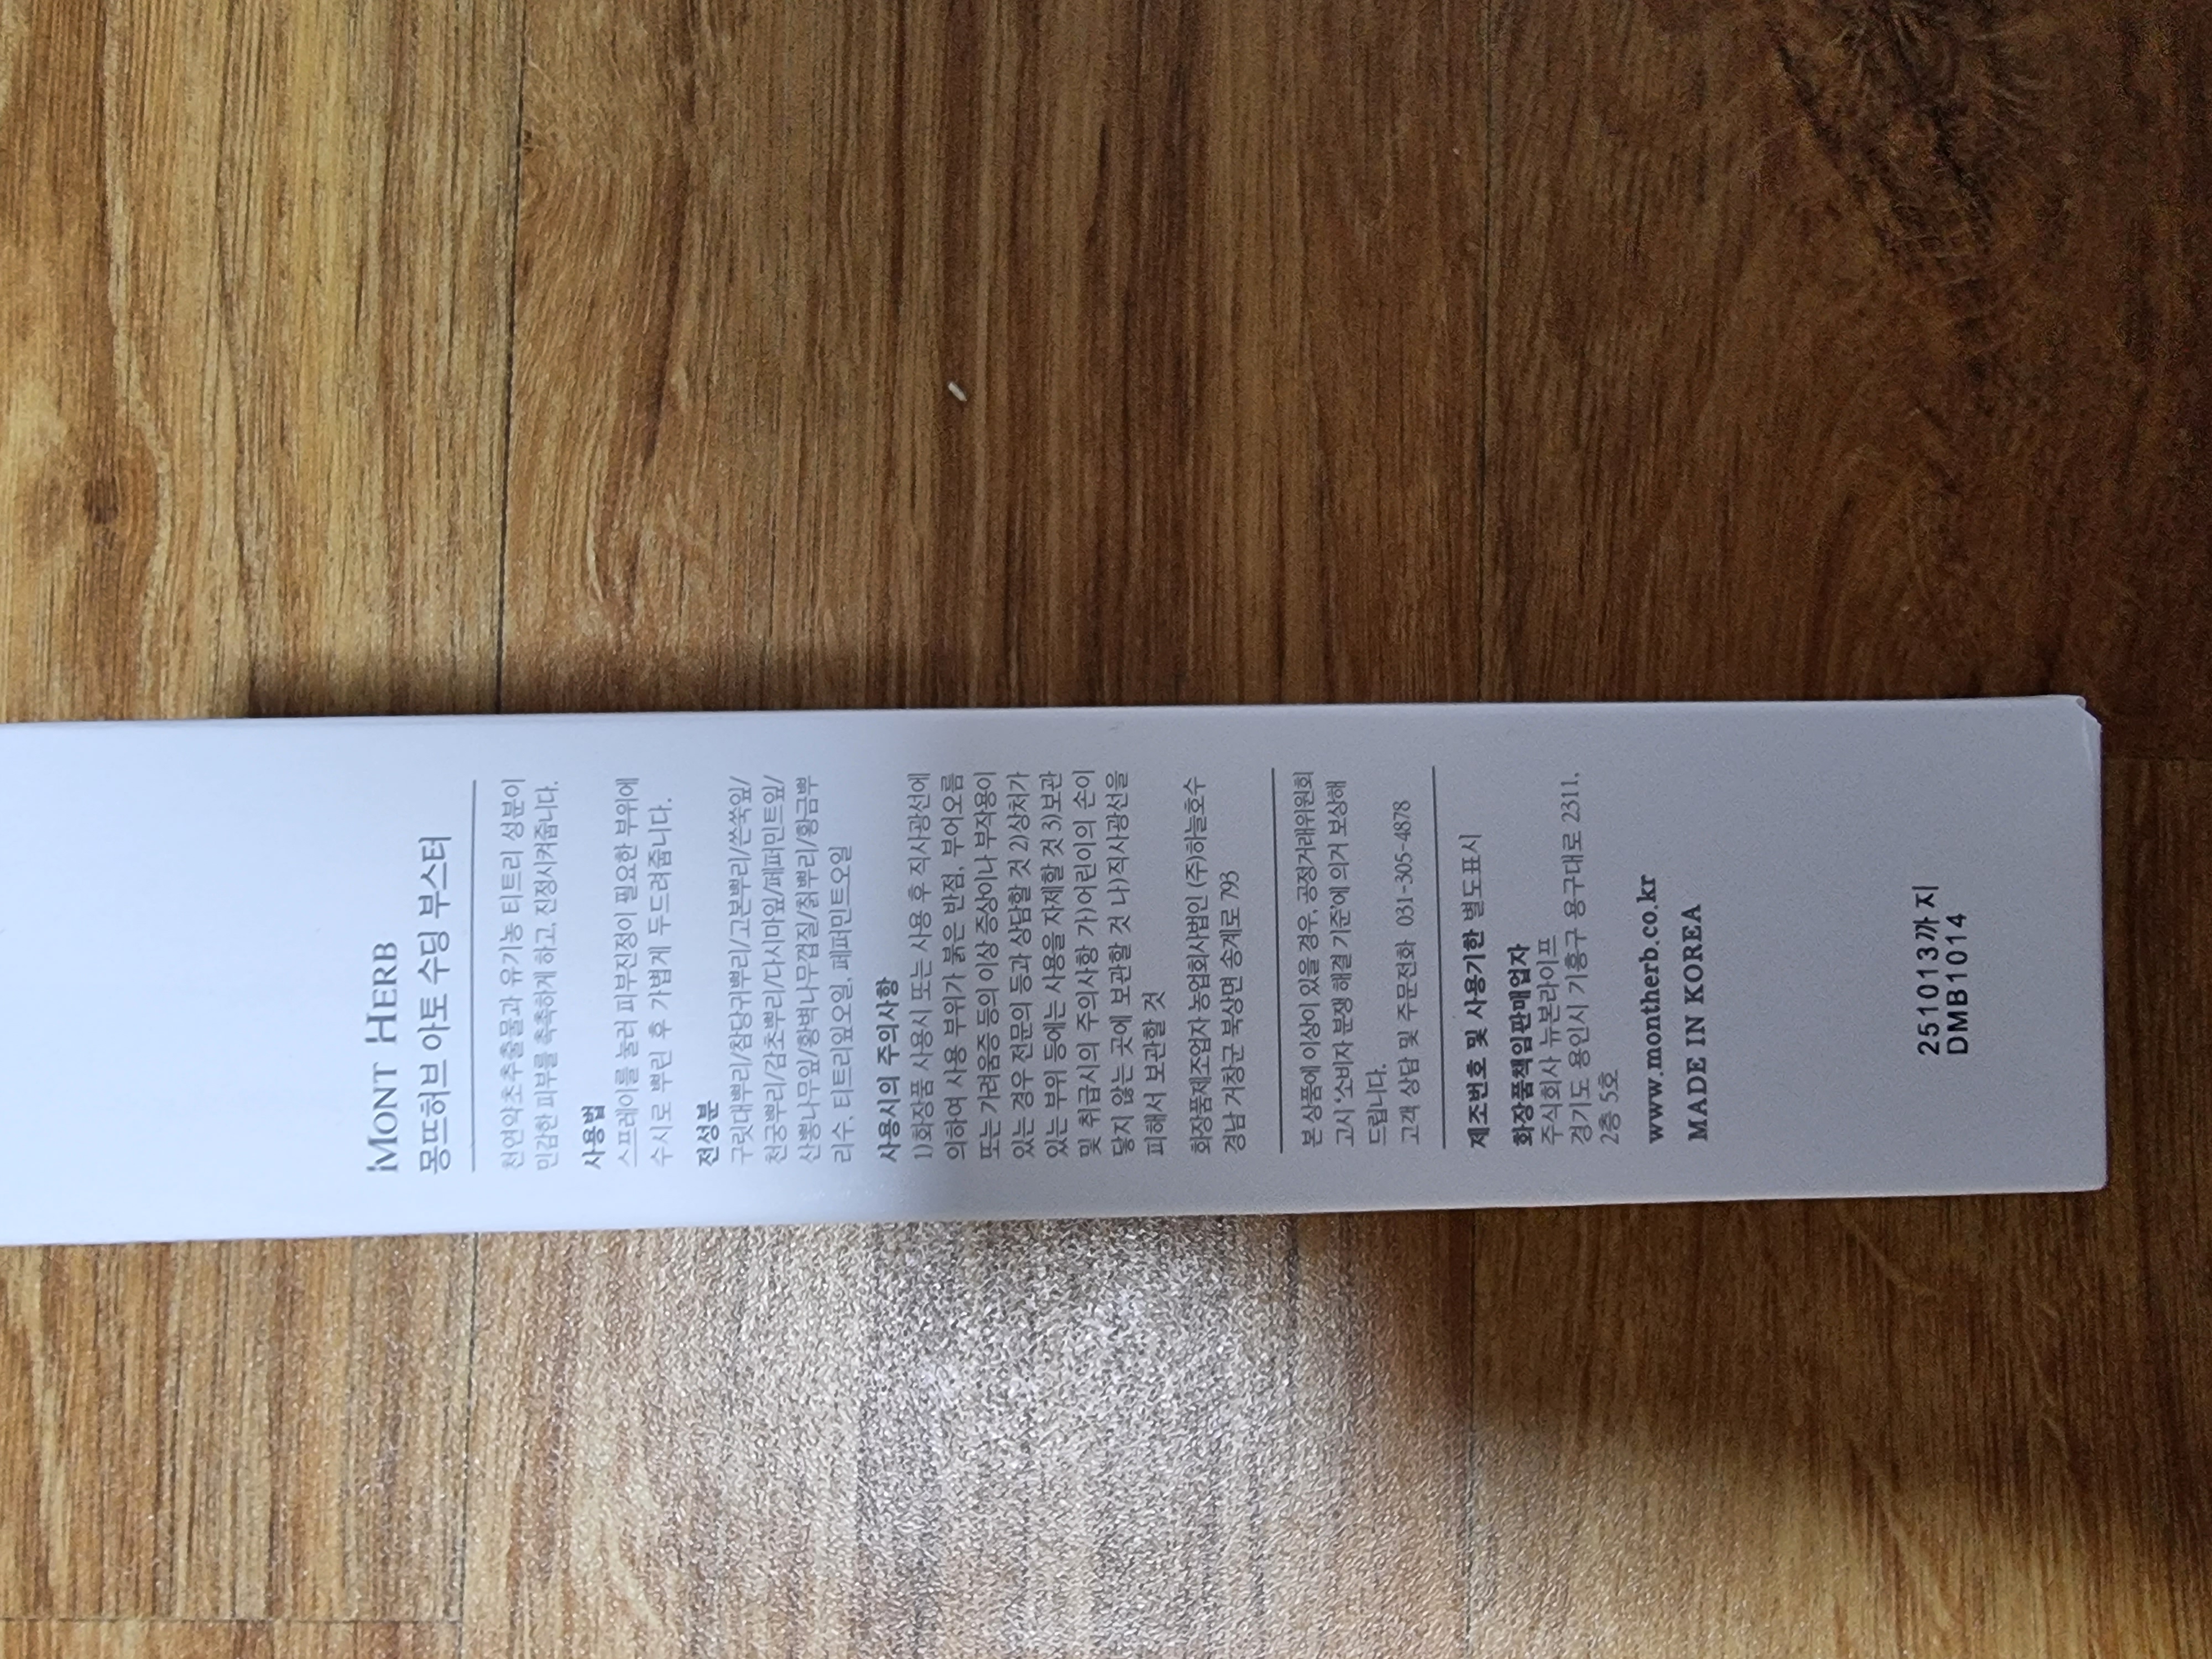 MONT HERB
몽뜨허브 아토 수딩 부스터
천연약초추출물과 유기농 티트리 성분이
민감한 피부를 촉촉하게 하고, 진정시켜줍니다.
사용법
스프레이를 눌러 피부진정이 필요한 부위에
수시로 뿌린 후 가볍게 두드려줍니다.
전성분
구릿대뿌리/참당귀뿌리/고본뿌리/쓴쑥잎/
천궁뿌리/감초뿌리/다시마잎/페퍼민트잎/
산뽕나무잎/황벽나무껍질/칡뿌리/황금뿌
리수, 티트리잎오일, 페퍼민트오일
사용시의 주의사항
1)화장품 사용시 또는 사용 후 직사광선에
의하여 사용 부위가 붉은 반점, 부어오름
또는 가려움증 등의 이상 증상이나 부작용이
있는 경우 전문의 등과 상담할 것 2)상처가
있는 부위 등에는 사용을 자제할 것 3)보관
및 취급시의 주의사항 가)어린이의 손이
닿지 않는 곳에 보관할 것 나)직사광선을
피해서 보관할 것
화장품제조업자 농업회사법인 (주)하늘호수
경남 거창군 북상면 송계로 793
본 상품에 이상이 있을 경우, 공정거래위원회
고시 '소비자 분쟁 해결 기준'에 의거 보상해
드립니다.
고객 상담 및 주문전화 031-305-4878
제조번호 및 사용기한 별도표시
화장품책임판매업자
주식회사 뉴본라이프
경기도 용인시 기흥구 용구대로 2311,
2층 5호
www.montherb.co.kr
MADE IN KOREA
251013까지
DMB1014